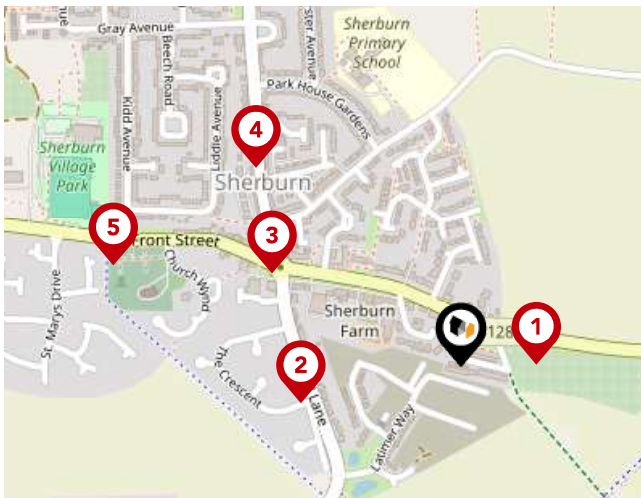 Gray Avenue
Beech Road
Kidd Avenue
Liddle Avenue
ster Avenue
Sherburn
Primary
School
Park House Gardens
4
Sherburn
Sherburn
Village
Park
5
Front Street
3
Church Wynd
St. Marys Drive
The Crescent
Sherburn
Farm
128
1
2
Lane
Latimer Way